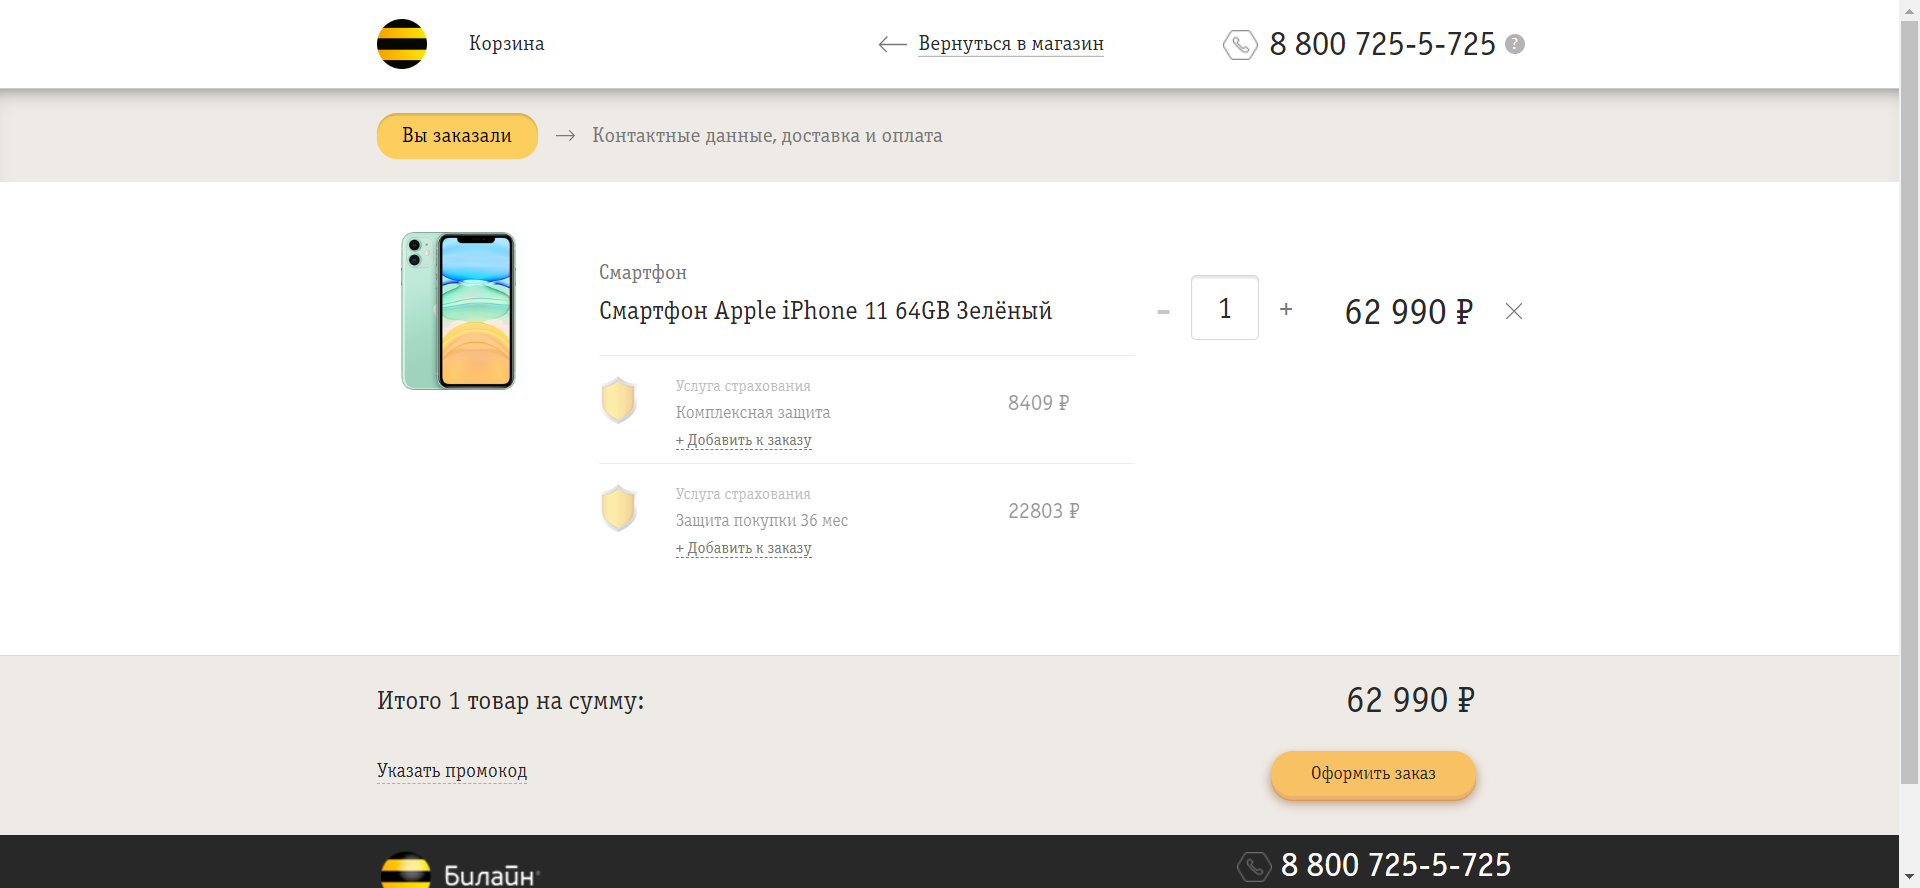 Корзина
Вернуться в магазин
8 800 725-5-725 ?
Вы заказали
Контактные данные, доставка и оплата
Смартфон
Смартфон Apple iPhone 11 64GB Зелёный
1 +
62 990 ₽
Услуга страхования
Комплексная защита
8409 ₽
+ Добавить к заказу
Услуга страхования
Защита покупки 36 мес
22803 ₽
+ Добавить к заказу
Итого 1 товар на сумму:
62 990 ₽
Указать промокод
Оформить заказ
Билайн
8 800 725-5-725